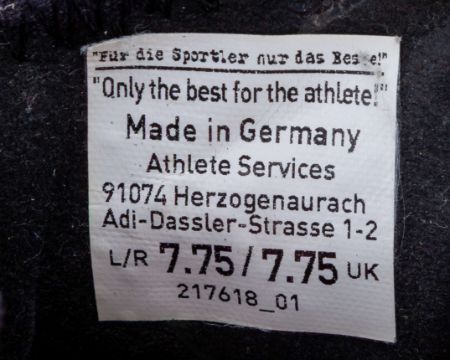 "Für die Sportler nur das Beste!"
"Only the best for the athlete!"
Made in Germany
Athlete Services
91074 Herzogenaurach
Adi-Dassler-Strasse 1-2
L/R 7.75/7.75 UK
217618_01